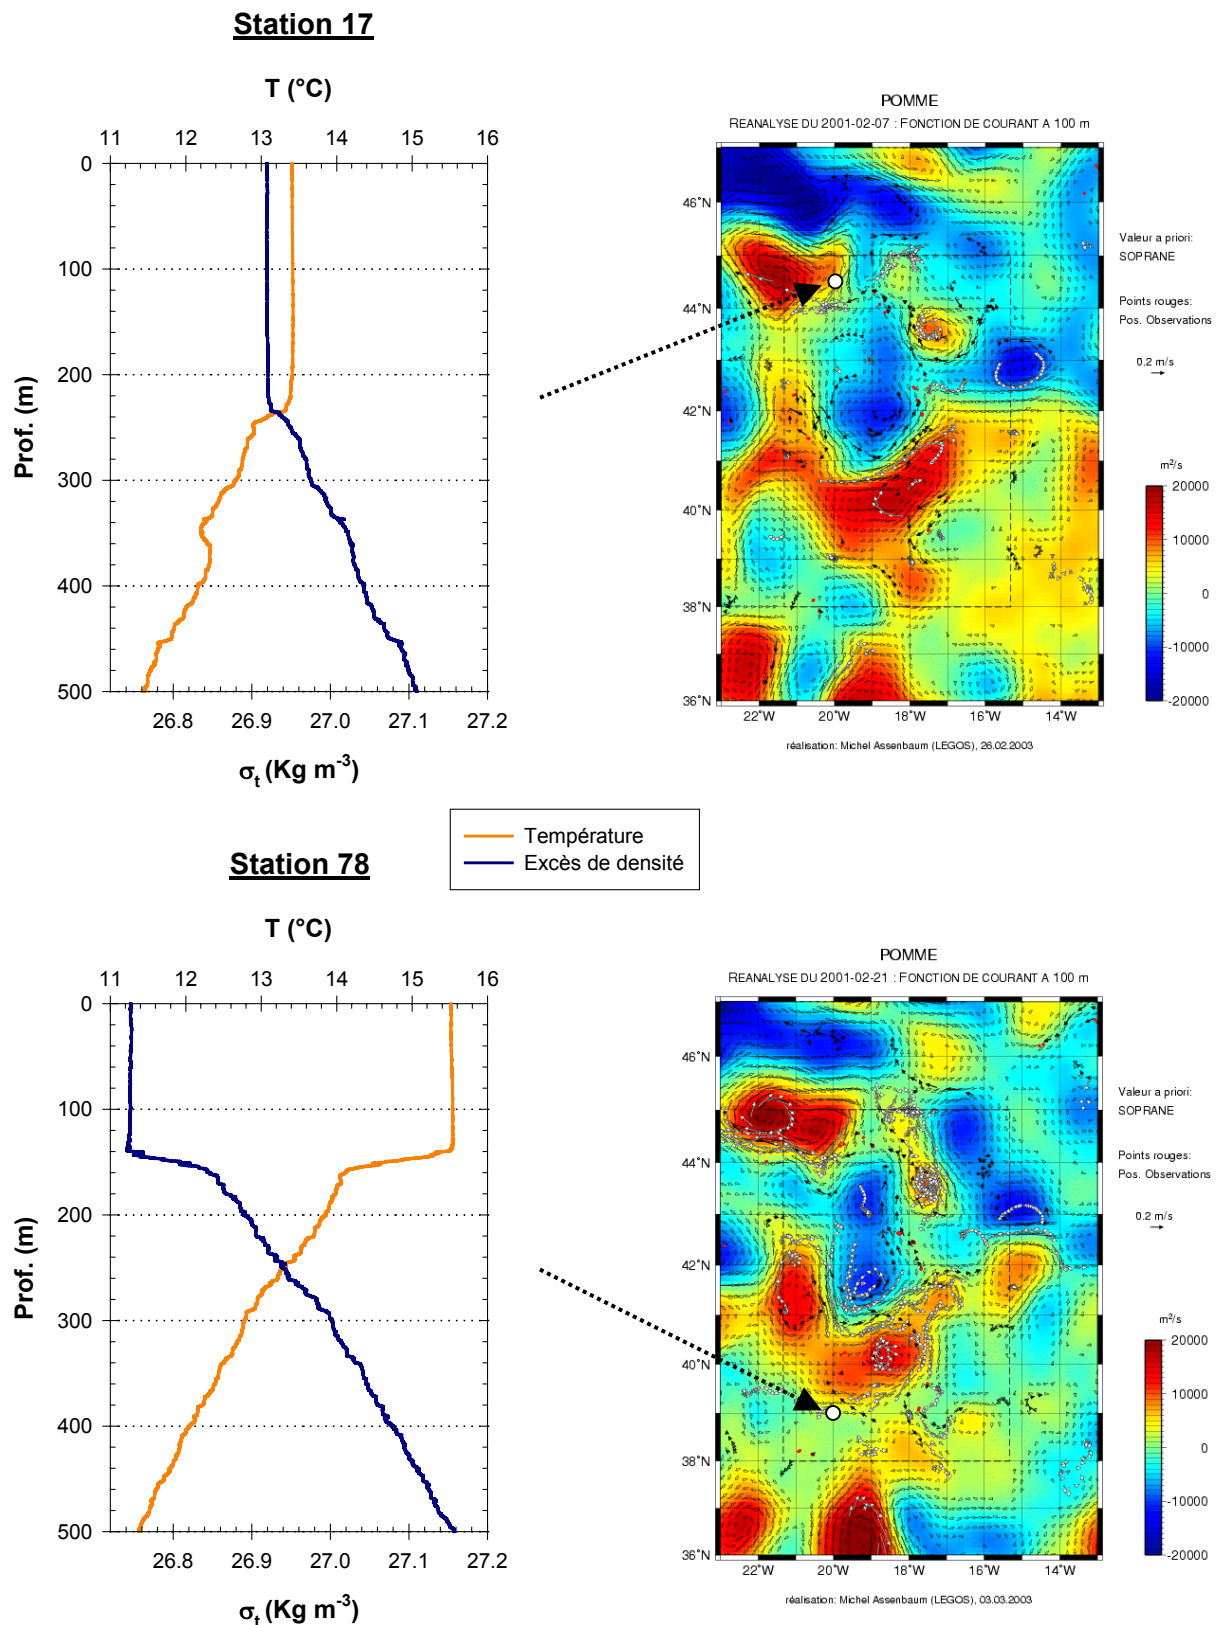 Station 17
T (°C)
11 12 13 14 15 16
0
100
200
300
400
500
Prof. (m)
26.8 26.9 27.0 27.1 27.2
σt (Kg m-3)
POMME
REANALYSE DU 2001-02-07 : FONCTION DE COURANT A 100 m
46°N
44°N
42°N
40°N
38°N
36°N
22°W 20°W 18°W 16°W 14°W
Valeur a priori:
SOPRANE
Points rouges:
Pos. Observations
0.2 m/s
m²/s
20000
10000
0
-10000
-20000
réalisation: Michel Assenbaum (LEGOS), 26.02.2003
Température
Excès de densité
Station 78
T (°C)
11 12 13 14 15 16
0
100
200
300
400
500
Prof. (m)
26.8 26.9 27.0 27.1 27.2
σt (Kg m-3)
POMME
REANALYSE DU 2001-02-21 : FONCTION DE COURANT A 100 m
46°N
44°N
42°N
40°N
38°N
36°N
22°W 20°W 18°W 16°W 14°W
Valeur a priori:
SOPRANE
Points rouges:
Pos. Observations
0.2 m/s
m²/s
20000
10000
0
-10000
-20000
réalisation: Michel Assenbaum (LEGOS), 03.03.2003